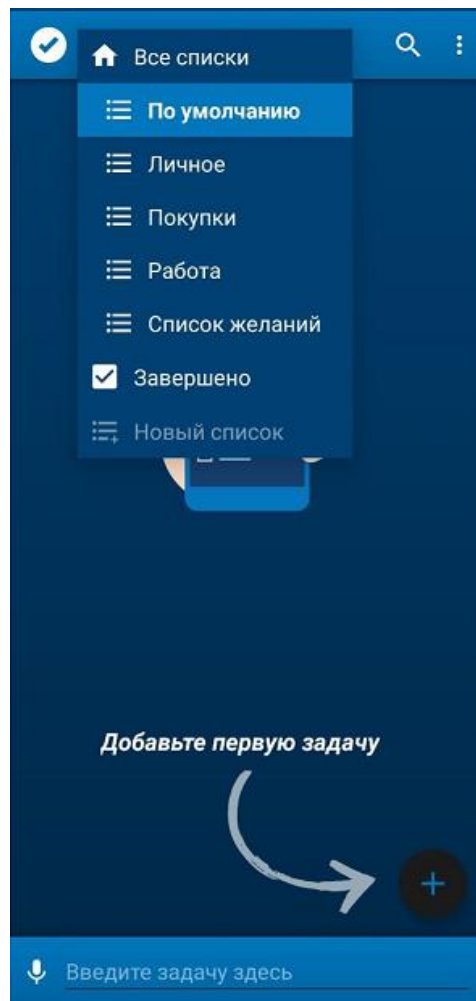 Все списки
По умолчанию
Личное
Покупки
Работа
Список желаний
Завершено
Новый список
Добавьте первую задачу
Введите задачу здесь